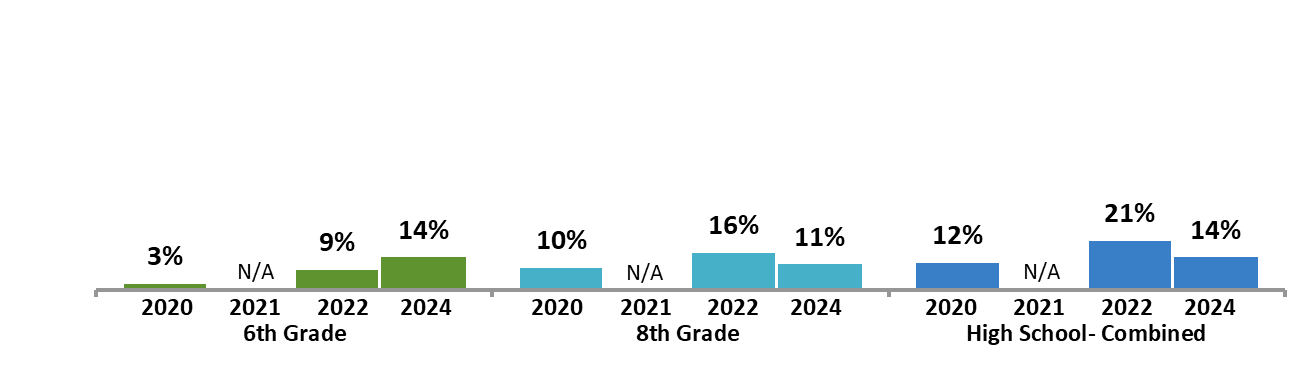 3% N/A 9% 14% 10% N/A 16% 11% 12% N/A 21% 14%
2020 2021 2022 2024 2020 2021 2022 2024 2020 2021 2022 2024
6th Grade 8th Grade High School- Combined